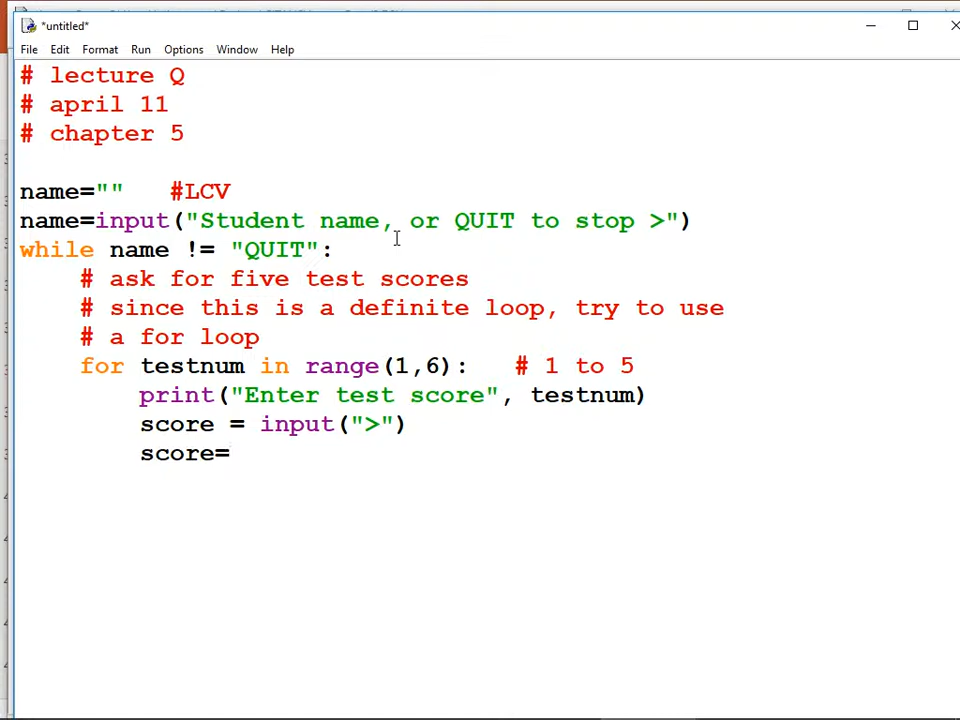 *untitled*
File Edit Format Run Options Window Help
# lecture Q
# april 11
# chapter 5
name="" #LCV
name=input("Student name, or QUIT to stop >")
while name != "QUIT":
# ask for five test scores
# since this is a definite loop, try to use
# a for loop
for testnum in range(1,6): # 1 to 5
print("Enter test score", testnum)
score = input(">")
score=